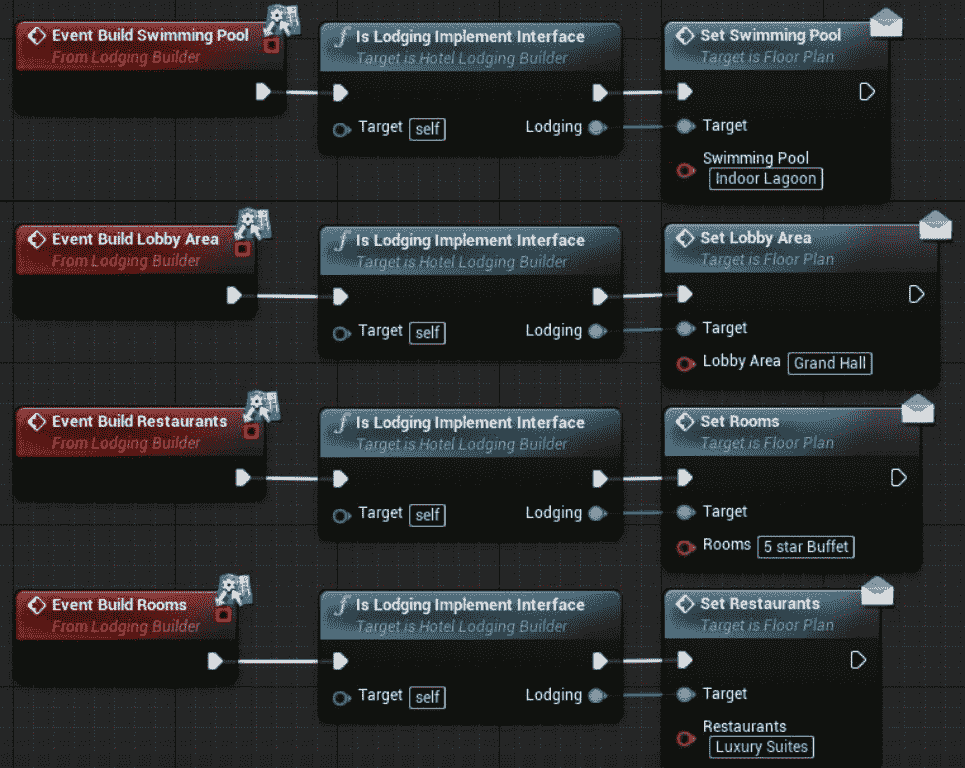 Event Build Swimming Pool
From Lodging Builder
Is Lodging Implement Interface
Target is Hotel Lodging Builder
Target self
Lodging
Set Swimming Pool
Target is Floor Plan
Target
Swimming Pool
Indoor Lagoon
Event Build Lobby Area
From Lodging Builder
Is Lodging Implement Interface
Target is Hotel Lodging Builder
Target self
Lodging
Set Lobby Area
Target is Floor Plan
Target
Lobby Area Grand Hall
Event Build Restaurants
From Lodging Builder
Is Lodging Implement Interface
Target is Hotel Lodging Builder
Target self
Lodging
Set Rooms
Target is Floor Plan
Target
Rooms 5 star Buffet
Event Build Rooms
From Lodging Builder
Is Lodging Implement Interface
Target is Hotel Lodging Builder
Target self
Lodging
Set Restaurants
Target is Floor Plan
Target
Restaurants
Luxury Suites